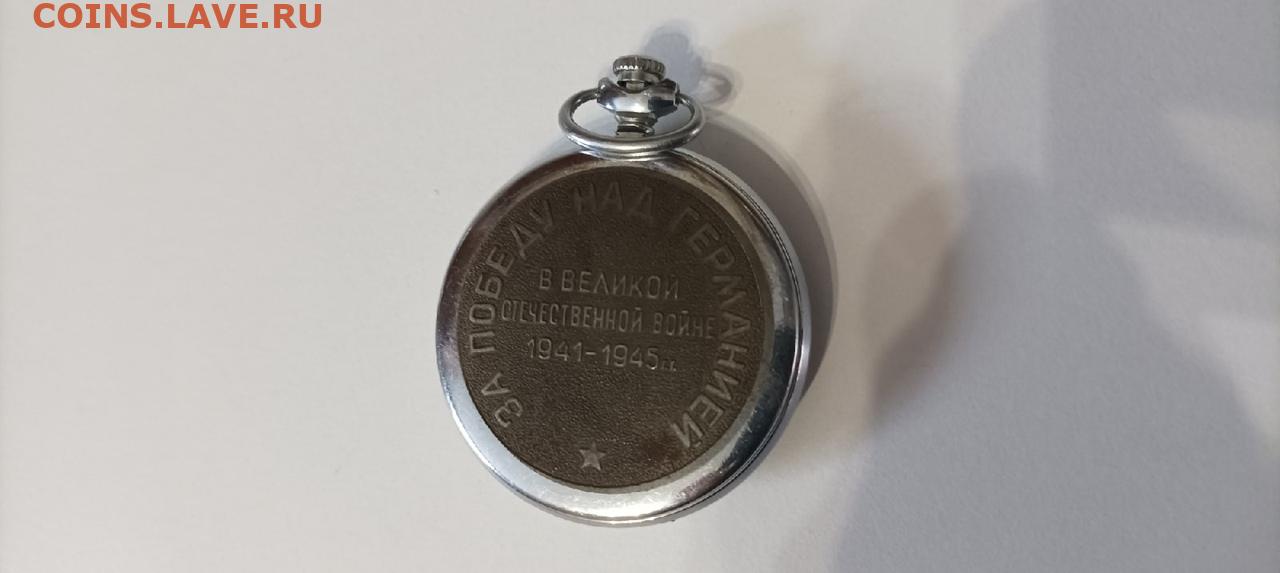 COINS.LAVE.RU
ЗА ПОБЕДУ НАД ГЕРМАНИЕЙ
В ВЕЛИКОЙ
ОТЕЧЕСТВЕННОЙ ВОЙНЕ
1941-1945гг.